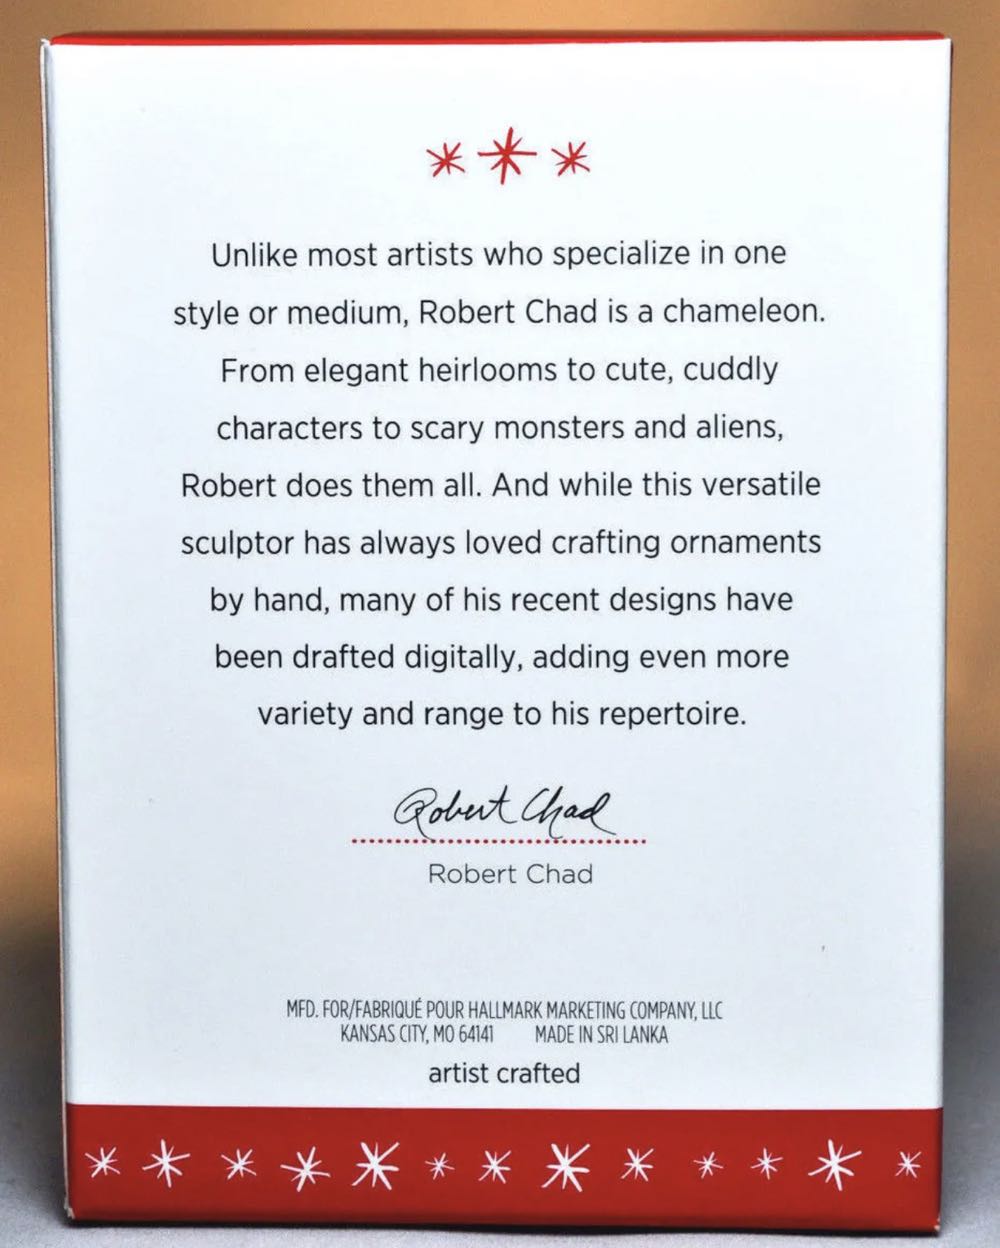 Unlike most artists who specialize in one
style or medium, Robert Chad is a chameleon.
From elegant heirlooms to cute, cuddly
characters to scary monsters and aliens,
Robert does them all. And while this versatile
sculptor has always loved crafting ornaments
by hand, many of his recent designs have
been drafted digitally, adding even more
variety and range to his repertoire.
Robert Chad
Robert Chad
MFD. FOR/FABRIQUÉ POUR HALLMARK MARKETING COMPANY, LLC
KANSAS CITY, MO 64141 MADE IN SRI LANKA
artist crafted